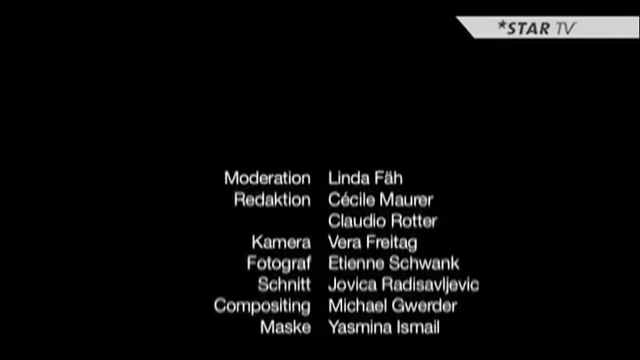 *STAR TV
Moderation Linda Fäh
Redaktion Cécile Maurer
Claudio Rotter
Kamera Vera Freitag
Fotograf Etienne Schwank
Schnitt Jovica Radisavljevic
Compositing Michael Gwerder
Maske Yasmina Ismail